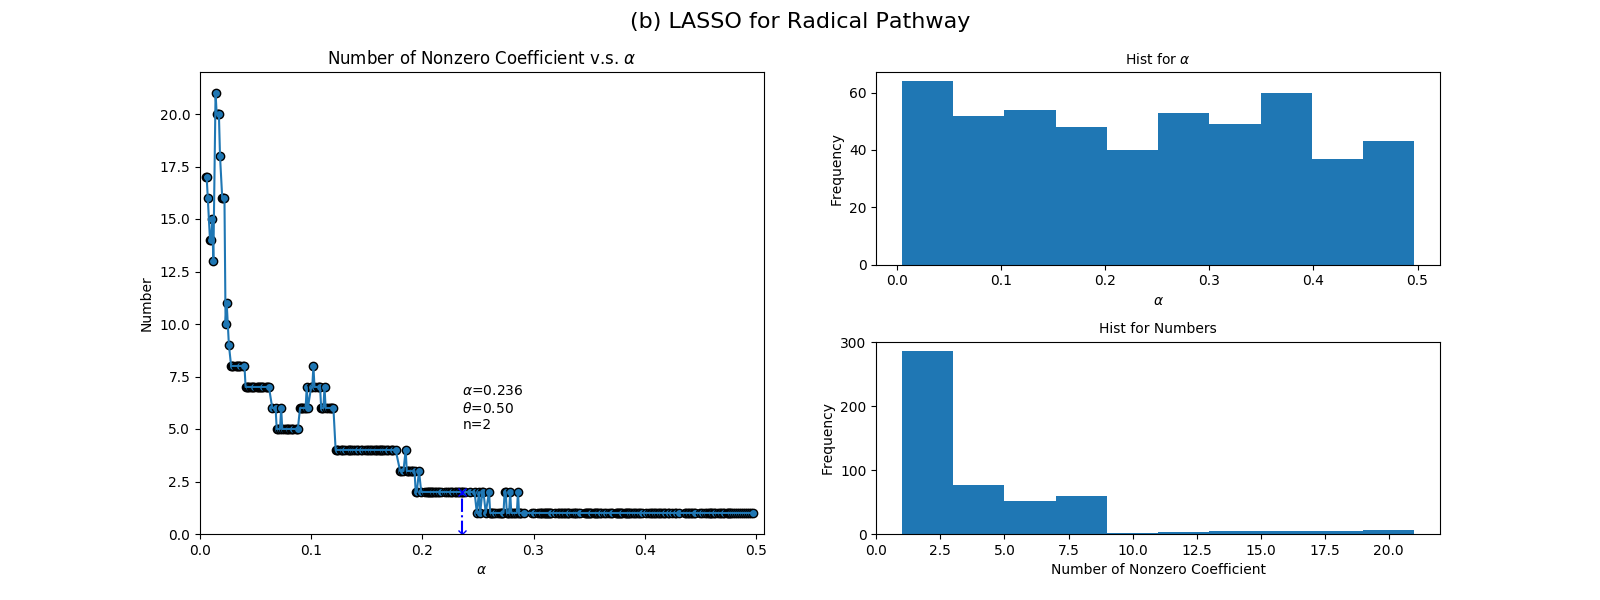 (b) LASSO for Radical Pathway
Number of Nonzero Coefficient v.s. α
Number
20.0
17.5
15.0
12.5
10.0
7.5
5.0
2.5
0.0
α=0.236
θ=0.50
n=2
0.0 0.1 0.2 0.3 0.4 0.5
α
Hist for α
Frequency
60
40
20
0
0.0 0.1 0.2 0.3 0.4 0.5
α
Hist for Numbers
Frequency
300
200
100
0
0.0 2.5 5.0 7.5 10.0 12.5 15.0 17.5 20.0
Number of Nonzero Coefficient